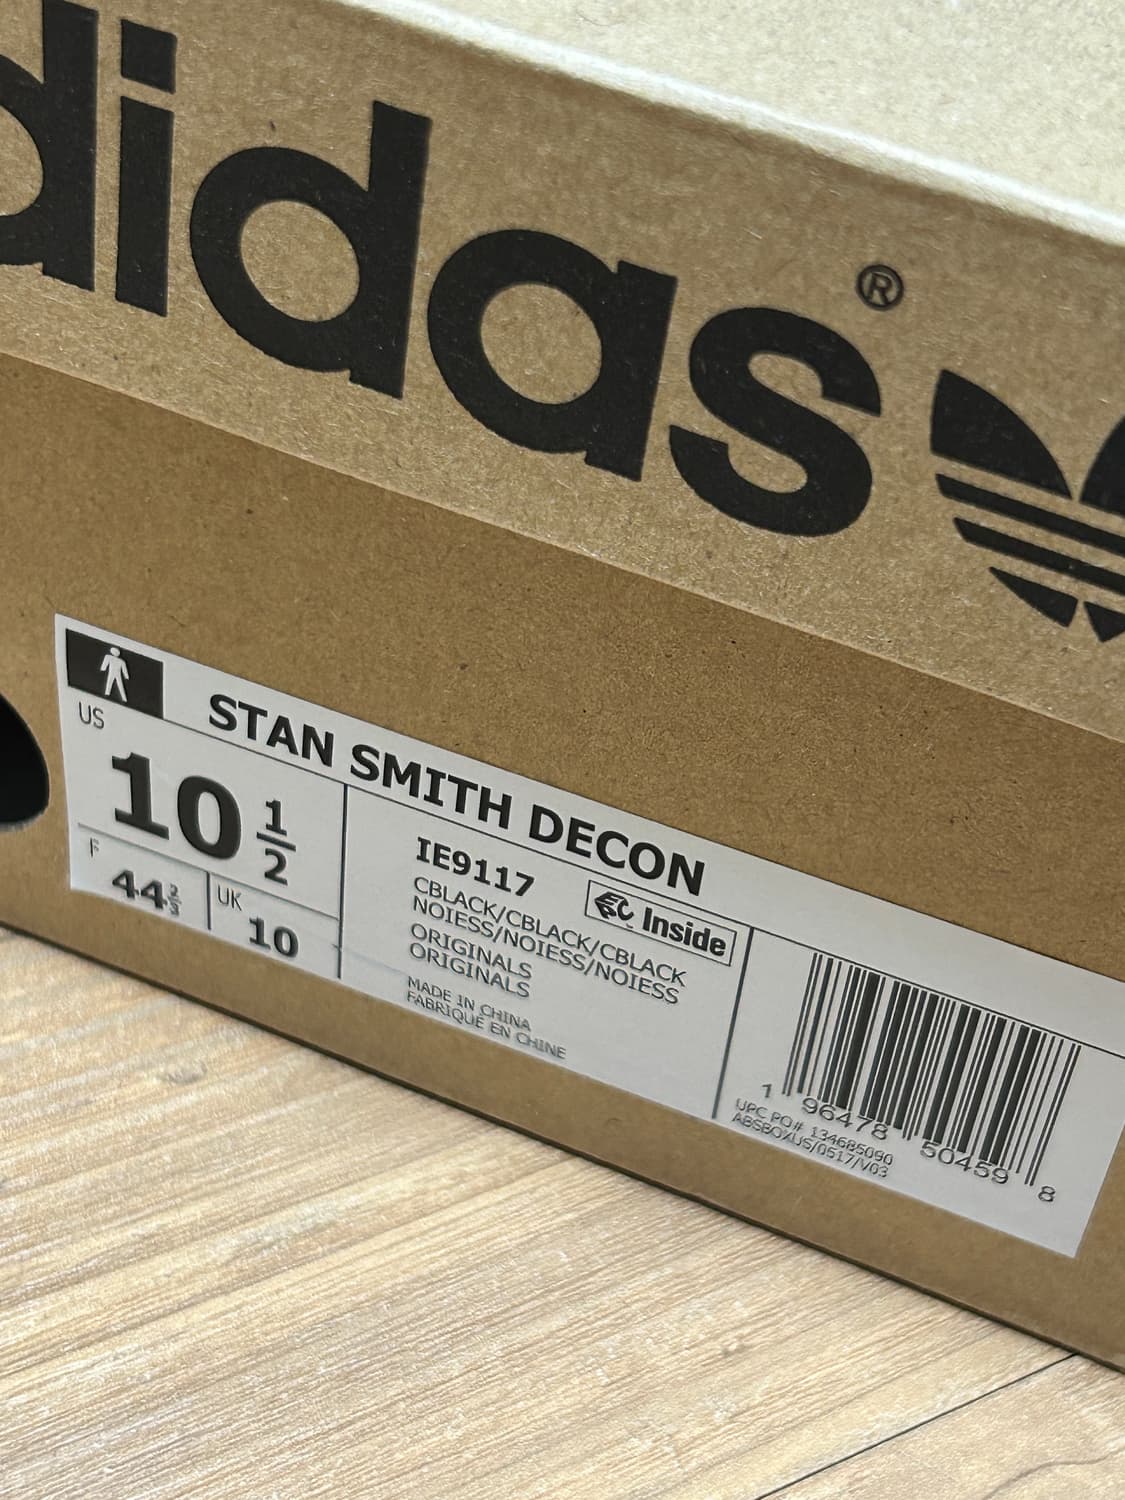 adidas®
STAN SMITH DECON
US
10 1/2
F
44 2/3
UK
10
IE9117
Inside
CBLACK/CBLACK/CBLACK
NOIESS/NOIESS/NOIESS
ORIGINALS
ORIGINALS
MADE IN CHINA
FABRIQUÉ EN CHINE
1 96478 50459 8
UPC PO# 134685090
ABSBOXUS/0517/V03